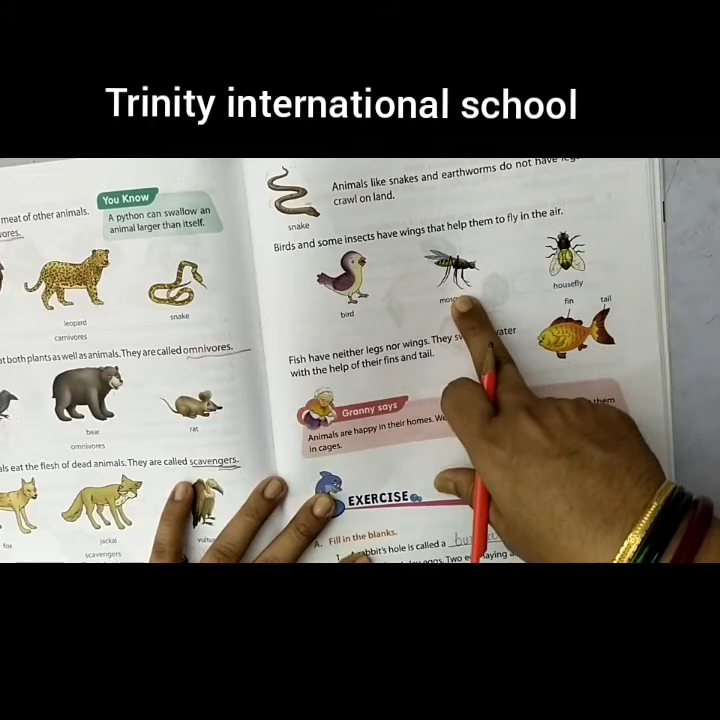 Trinity international school
meat of other animals.
vores.
You Know
A python can swallow an
animal larger than itself.
leopard
snake
carnivores
at both plants as well as animals. They are called omnivores.
bear
rat
omnivores
als eat the flesh of dead animals. They are called scavengers.
fox
jackal
scavengers
Animals like snakes and earthworms do not have
crawl on land.
snake
Birds and some insects have wings that help them to fly in the air.
bird
housefly
fin
tail
Fish have neither legs nor wings. They
with the help of their fins and tail.
Granny says
Animals are happy in their homes. We
them
in cages.
EXERCISE
A. Fill in the blanks.
1. hole is called a
Two